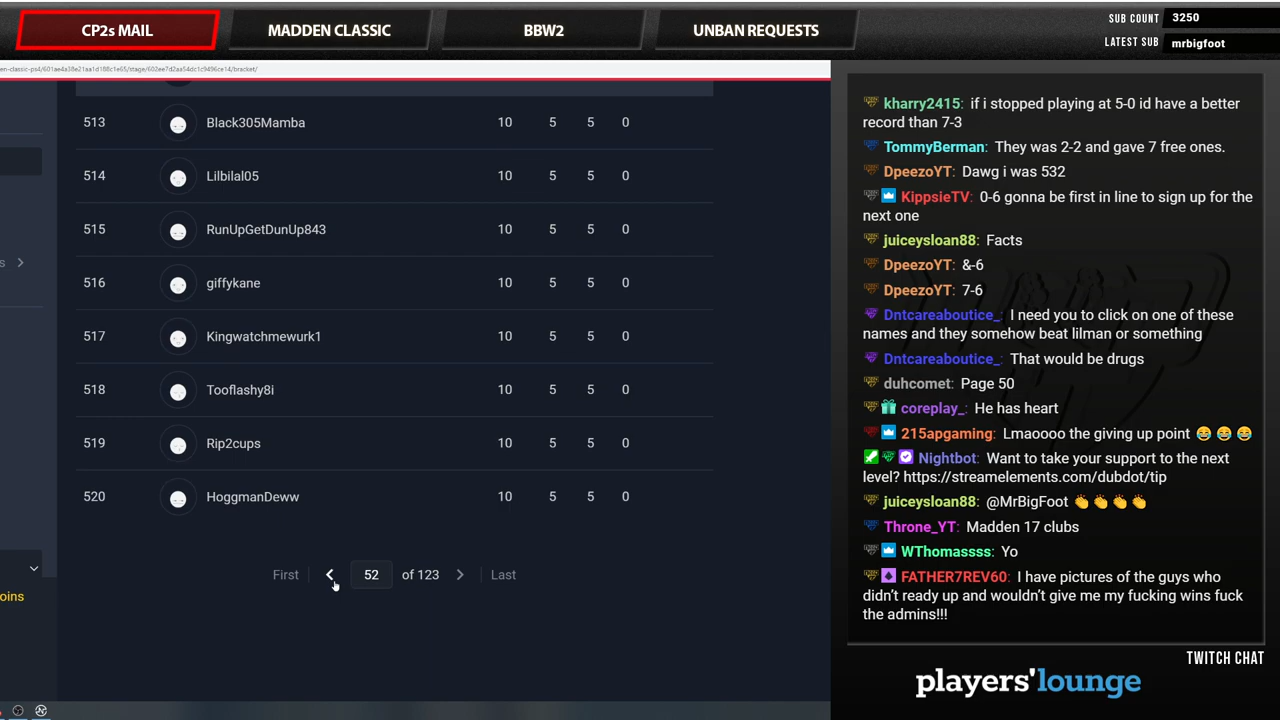 CP2s MAIL
MADDEN CLASSIC
BBW2
UNBAN REQUESTS
SUB COUNT 3250
LATEST SUB mrbigfoot
513 Black305Mamba 10 5 5 0
514 Lilbilal05 10 5 5 0
515 RunUpGetDunUp843 10 5 5 0
516 giffykane 10 5 5 0
517 Kingwatchmewurk1 10 5 5 0
518 Tooflashy8i 10 5 5 0
519 Rip2cups 10 5 5 0
520 HoggmanDeww 10 5 5 0
First 52 of 123 Last
s
oins
kharry2415: if i stopped playing at 5-0 id have a better
record than 7-3
TommyBerman: They was 2-2 and gave 7 free ones.
DpeezoYT: Dawg i was 532
KippsieTV: 0-6 gonna be first in line to sign up for the
next one
juiceysloan88: Facts
DpeezoYT: &-6
DpeezoYT: 7-6
Dntcareaboutice_: I need you to click on one of these
names and they somehow beat lilman or something
Dntcareaboutice_: That would be drugs
duhcomet: Page 50
coreplay_: He has heart
215apgaming: Lmaoooo the giving up point 😂 😂 😂
Nightbot: Want to take your support to the next
level? https://streamelements.com/dubdot/tip
juiceysloan88: @MrBigFoot 👏 👏 👏 👏
Throne_YT: Madden 17 clubs
WThomassss: Yo
FATHER7REV60: I have pictures of the guys who
didn't ready up and wouldn't give me my fucking wins fuck
the admins!!!
TWITCH CHAT
players'lounge